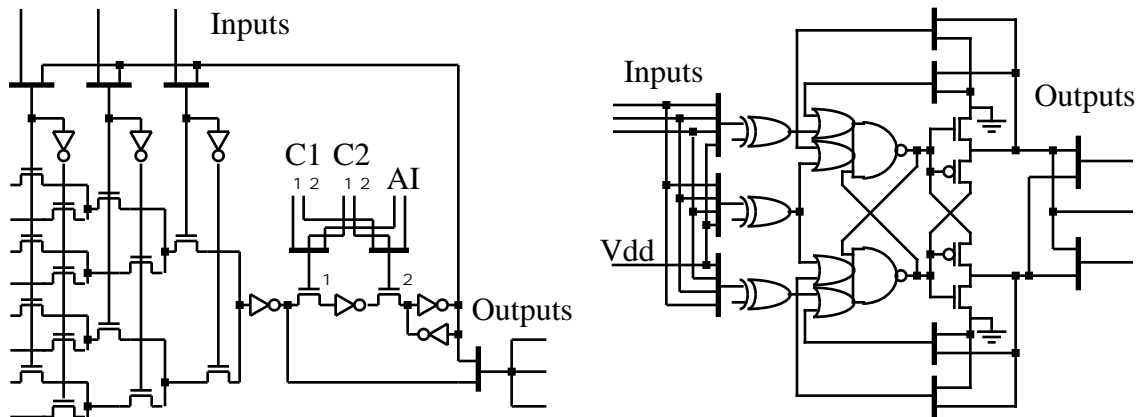 Inputs
C1 C2
1 2 1 2 AI
1 2
Outputs
Inputs
Outputs
Vdd